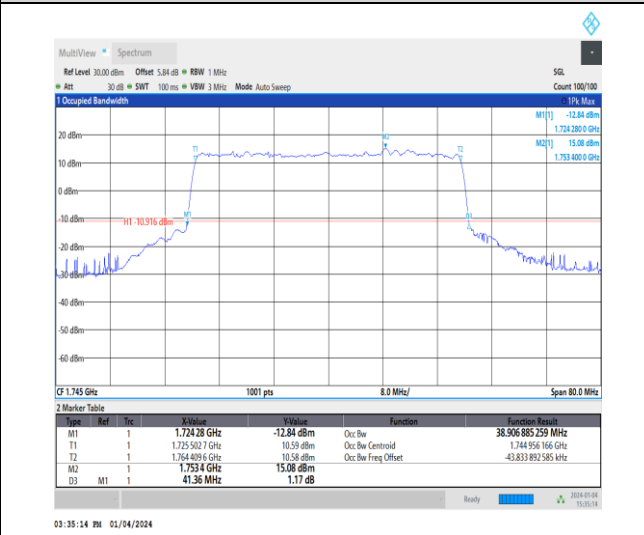 MultiView Spectrum
Ref Level 30.00 dBm Offset 5.84 dB RBW 1 MHz SGL
Att 30 dB SWT 100 ms VBW 3 MHz Mode Auto Sweep Count 100/100
1 Occupied Bandwidth 1Pk Max
M1[1] -12.84 dBm
1.724 280 0 GHz
M2[1] 15.08 dBm
1.753 400 0 GHz
20 dBm
T1 M2 T2
10 dBm
0 dBm
-10 dBm
H1 -10.916 dBm
M1
-20 dBm
-30 dBm
-40 dBm
-50 dBm
-60 dBm
CF 1.745 GHz 1001 pts 8.0 MHz/ Span 80.0 MHz
2 Marker Table
Type Ref Trc X-Value Y-Value Function Function Result
M1 1 1.724 28 GHz -12.84 dBm Occ Bw 38.906 885 259 MHz
T1 1 1.725 502 7 GHz 10.59 dBm Occ Bw Centroid 1.744 956 166 GHz
T2 1 1.764 409 6 GHz 10.58 dBm Occ Bw Freq Offset -43.833 892 585 kHz
M2 1 1.753 4 GHz 15.08 dBm
D3 M1 1 41.36 MHz 1.17 dB
Ready 2024-01-04
15:35:14
03:35:14 PM 01/04/2024